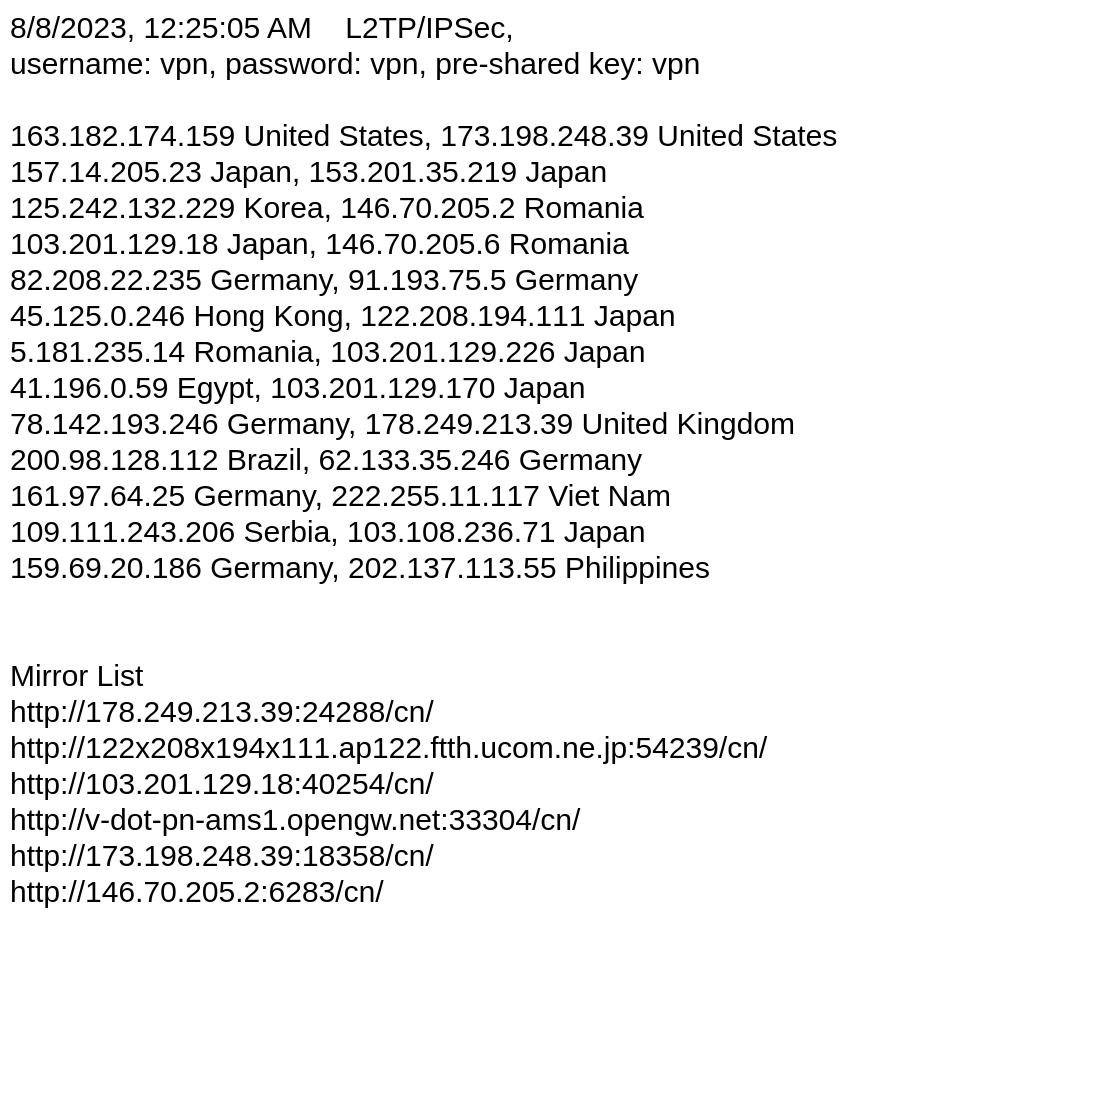 8/8/2023, 12:25:05 AM    L2TP/IPSec,
username: vpn, password: vpn, pre-shared key: vpn
163.182.174.159 United States, 173.198.248.39 United States
157.14.205.23 Japan, 153.201.35.219 Japan
125.242.132.229 Korea, 146.70.205.2 Romania
103.201.129.18 Japan, 146.70.205.6 Romania
82.208.22.235 Germany, 91.193.75.5 Germany
45.125.0.246 Hong Kong, 122.208.194.111 Japan
5.181.235.14 Romania, 103.201.129.226 Japan
41.196.0.59 Egypt, 103.201.129.170 Japan
78.142.193.246 Germany, 178.249.213.39 United Kingdom
200.98.128.112 Brazil, 62.133.35.246 Germany
161.97.64.25 Germany, 222.255.11.117 Viet Nam
109.111.243.206 Serbia, 103.108.236.71 Japan
159.69.20.186 Germany, 202.137.113.55 Philippines
Mirror List
http://178.249.213.39:24288/cn/
http://122x208x194x111.ap122.ftth.ucom.ne.jp:54239/cn/
http://103.201.129.18:40254/cn/
http://v-dot-pn-ams1.opengw.net:33304/cn/
http://173.198.248.39:18358/cn/
http://146.70.205.2:6283/cn/